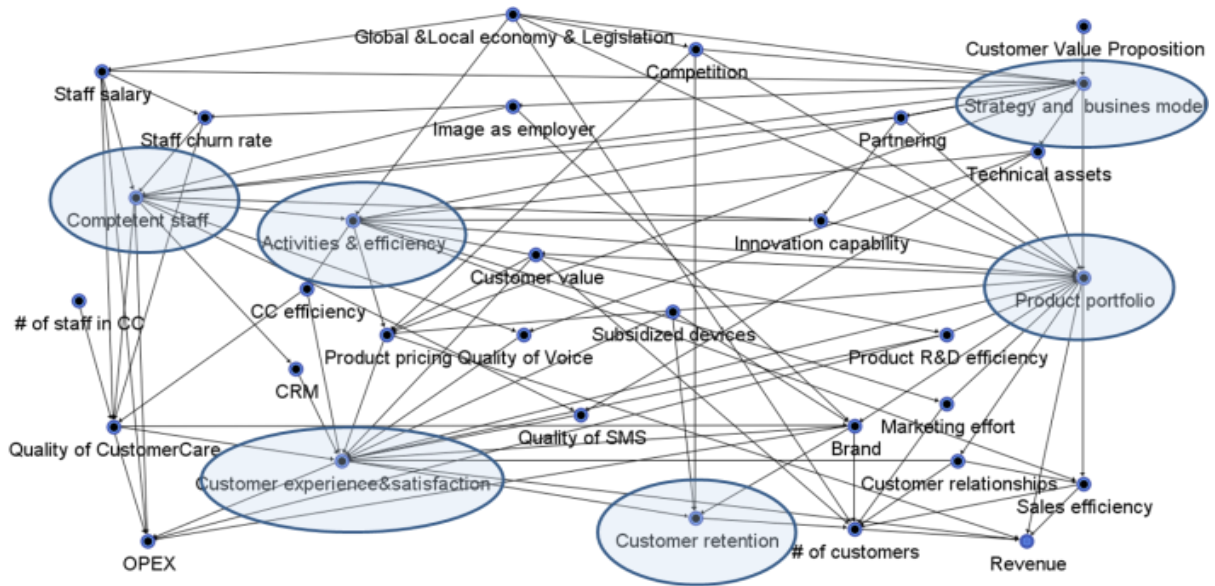 Global &Local economy & Legislation
Customer Value Proposition
Competition
Staff salary
Strategy and busines model
Image as employer
Staff churn rate
Partnering
Technical assets
Comptetent staff
Activities & efficiency
Innovation capability
Customer value
Product portfolio
# of staff in CC
CC efficiency
Subsidized devices
Product pricing
Quality of Voice
Product R&D efficiency
CRM
Quality of CustomerCare
Quality of SMS
Marketing effort
Brand
Customer experience&satisfaction
Customer relationships
Sales efficiency
Customer retention
# of customers
OPEX
Revenue